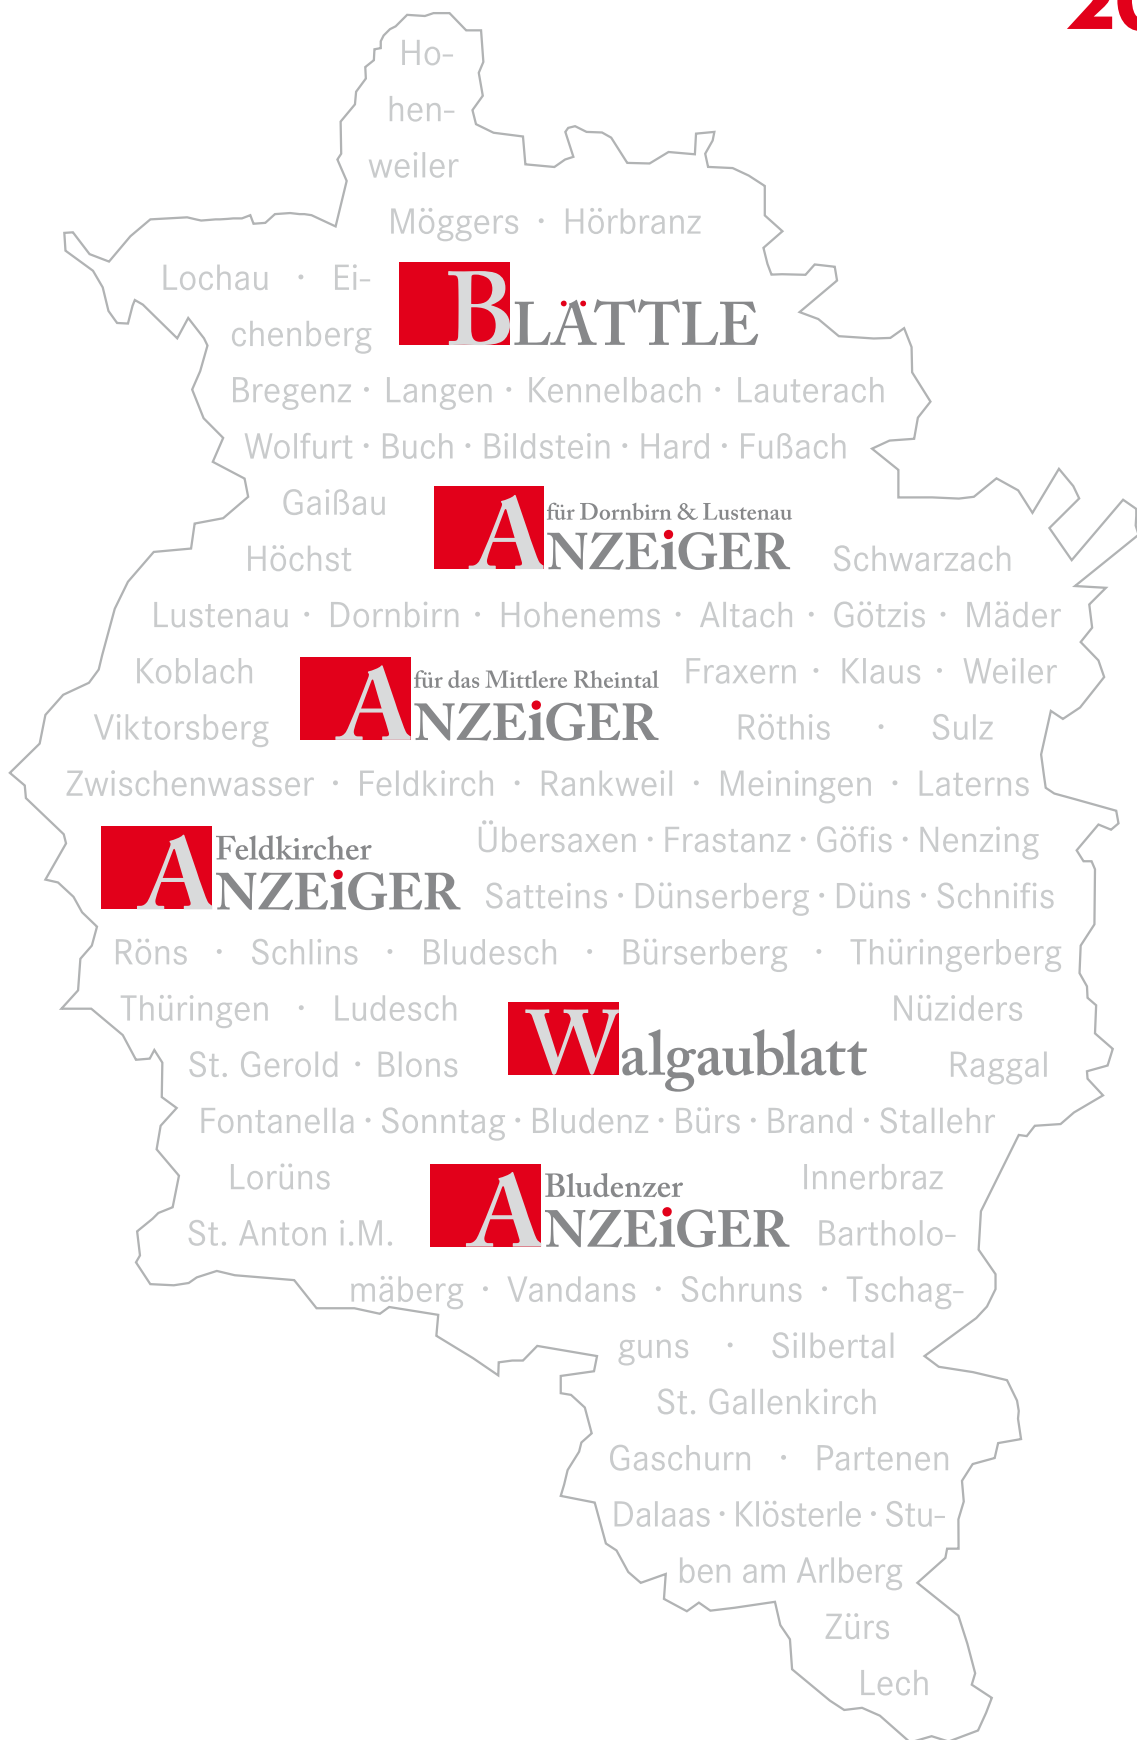 20
Ho-
hen-
weiler
Möggers · Hörbranz
Lochau · Ei-
chenberg
BLÄTTLE
Bregenz · Langen · Kennelbach · Lauterach
Wolfurt · Buch · Bildstein · Hard · Fußach
Gaißau
für Dornbirn & Lustenau
ANZEiGER
Höchst
Schwarzach
Lustenau · Dornbirn · Hohenems · Altach · Götzis · Mäder
Koblach
für das Mittlere Rheintal
ANZEiGER
Fraxern · Klaus · Weiler
Viktorsberg
Röthis · Sulz
Zwischenwasser · Feldkirch · Rankweil · Meiningen · Laterns
Feldkircher
ANZEiGER
Übersaxen · Frastanz · Göfis · Nenzing
Satteins · Dünserberg · Düns · Schnifis
Röns · Schlins · Bludesch · Bürserberg · Thüringerberg
Thüringen · Ludesch
Walgaublatt
Nüziders
St. Gerold · Blons
Raggal
Fontanella · Sonntag · Bludenz · Bürs · Brand · Stallehr
Lorüns
Bludenzer
ANZEiGER
Innerbraz
St. Anton i.M.
Bartholo-
mäberg · Vandans · Schruns · Tschag-
guns · Silbertal
St. Gallenkirch
Gaschurn · Partenen
Dalaas · Klösterle · Stu-
ben am Arlberg
Zürs
Lech